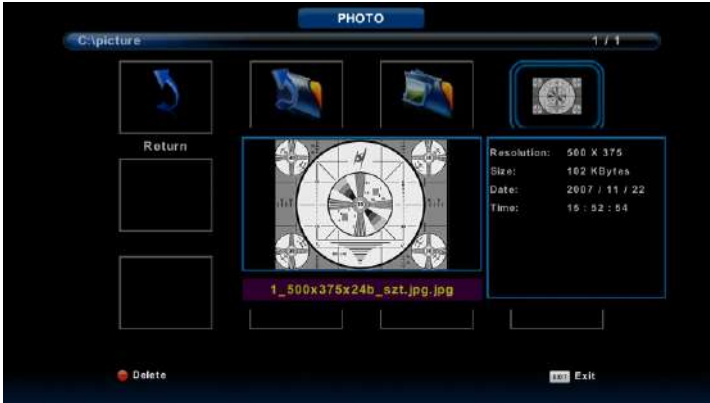 PHOTO
C:\picture 1 / 1
Return
Resolution: 500 X 375
Size: 102 KBytes
Date: 2007 / 11 / 22
Time: 15 : 52 : 54
1_500x375x24b_szt.jpg.jpg
Delete
EXIT Exit